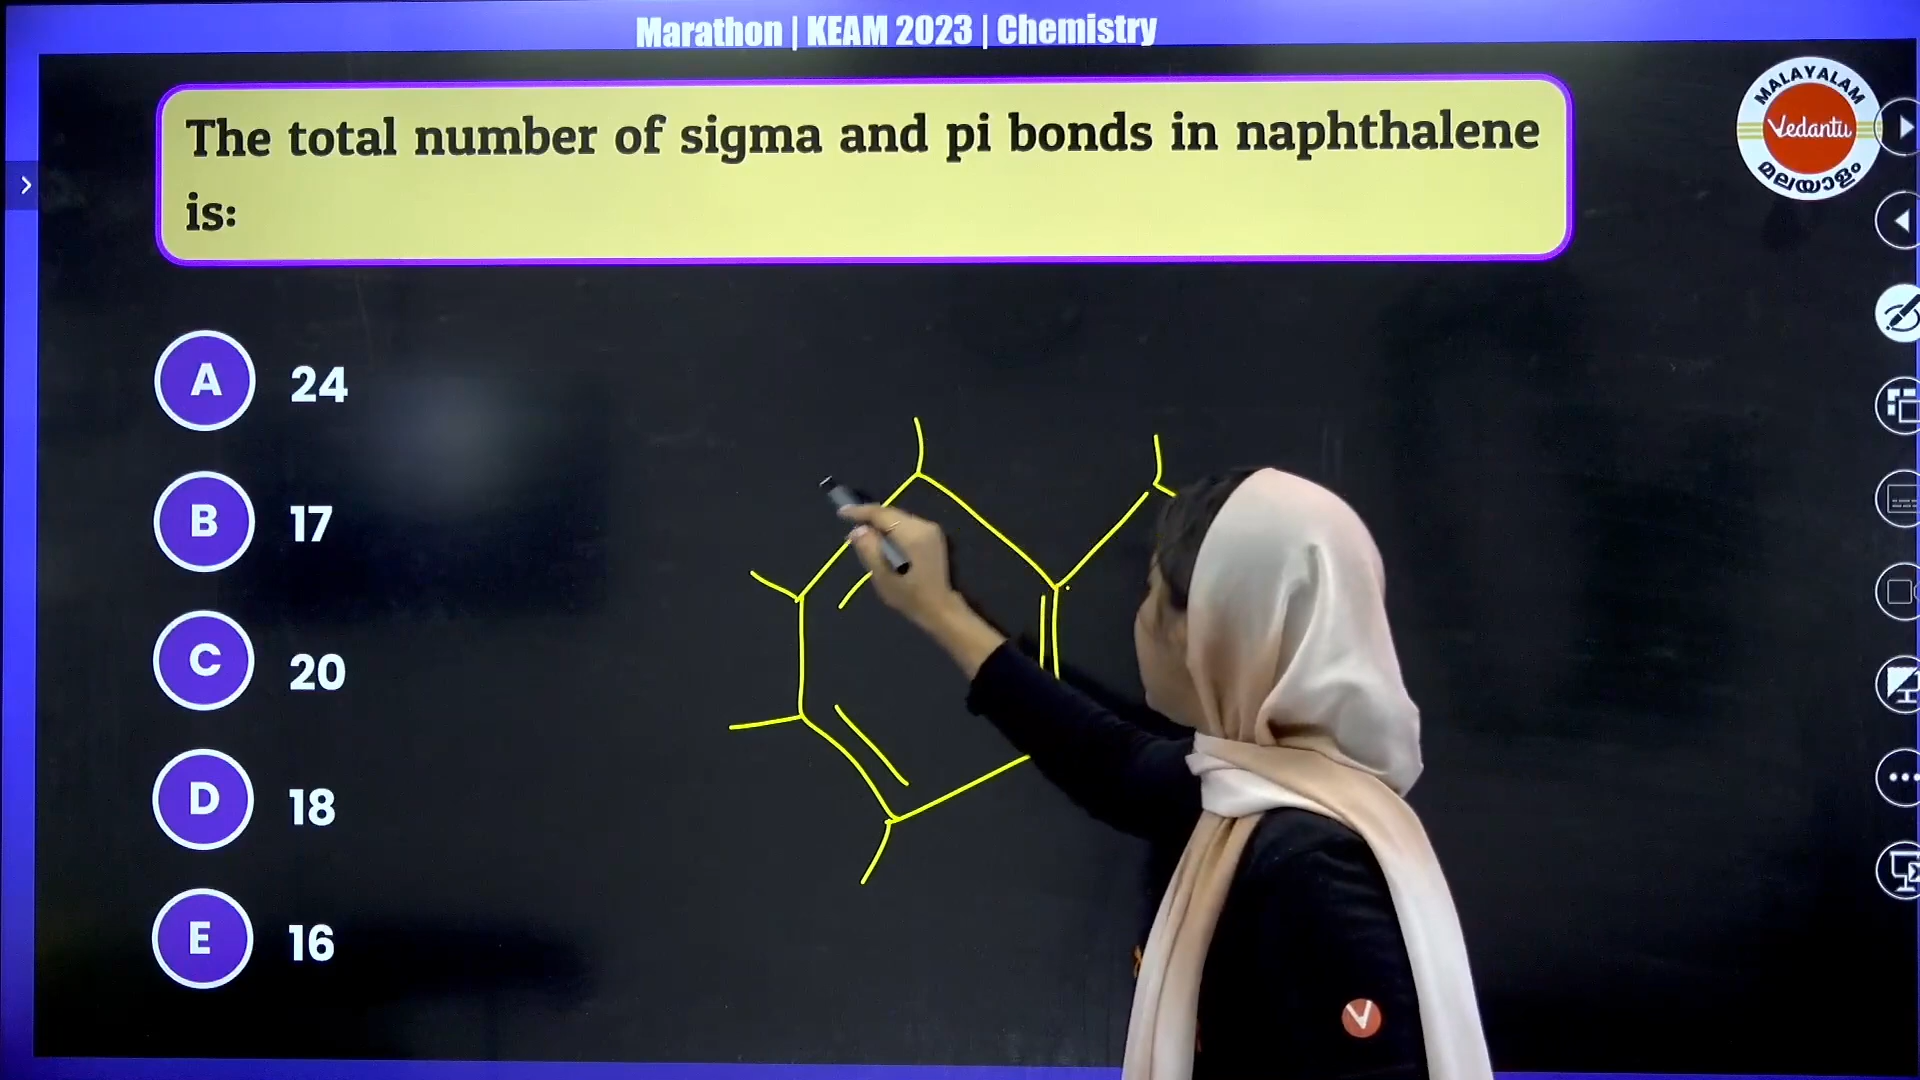 Marathon | KEAM 2023 | Chemistry
The total number of sigma and pi bonds in naphthalene
is:
MALAYALAM
Vedantu
മലയാളം
A 24
B 17
C 20
D 18
E 16
V